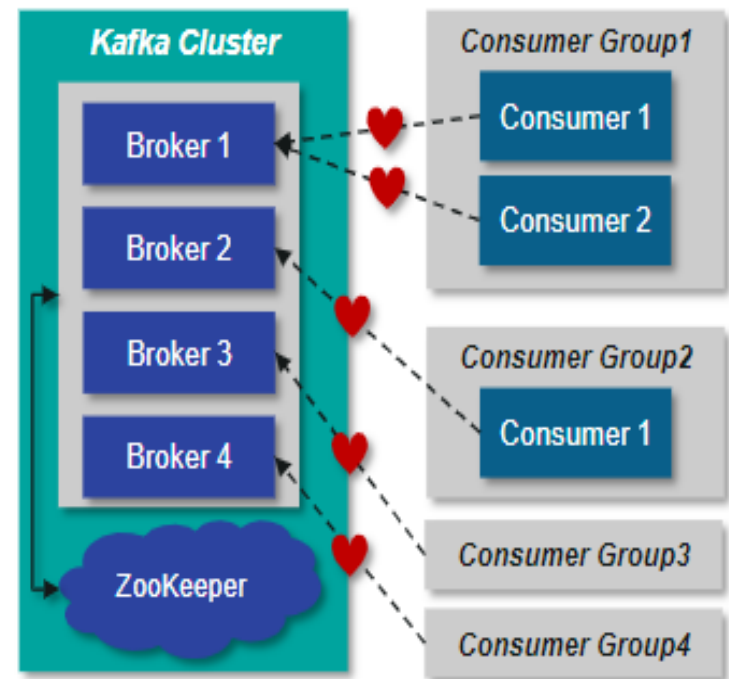 Kafka Cluster
Broker 1
Broker 2
Broker 3
Broker 4
ZooKeeper
Consumer Group1
Consumer 1
Consumer 2
Consumer Group2
Consumer 1
Consumer Group3
Consumer Group4